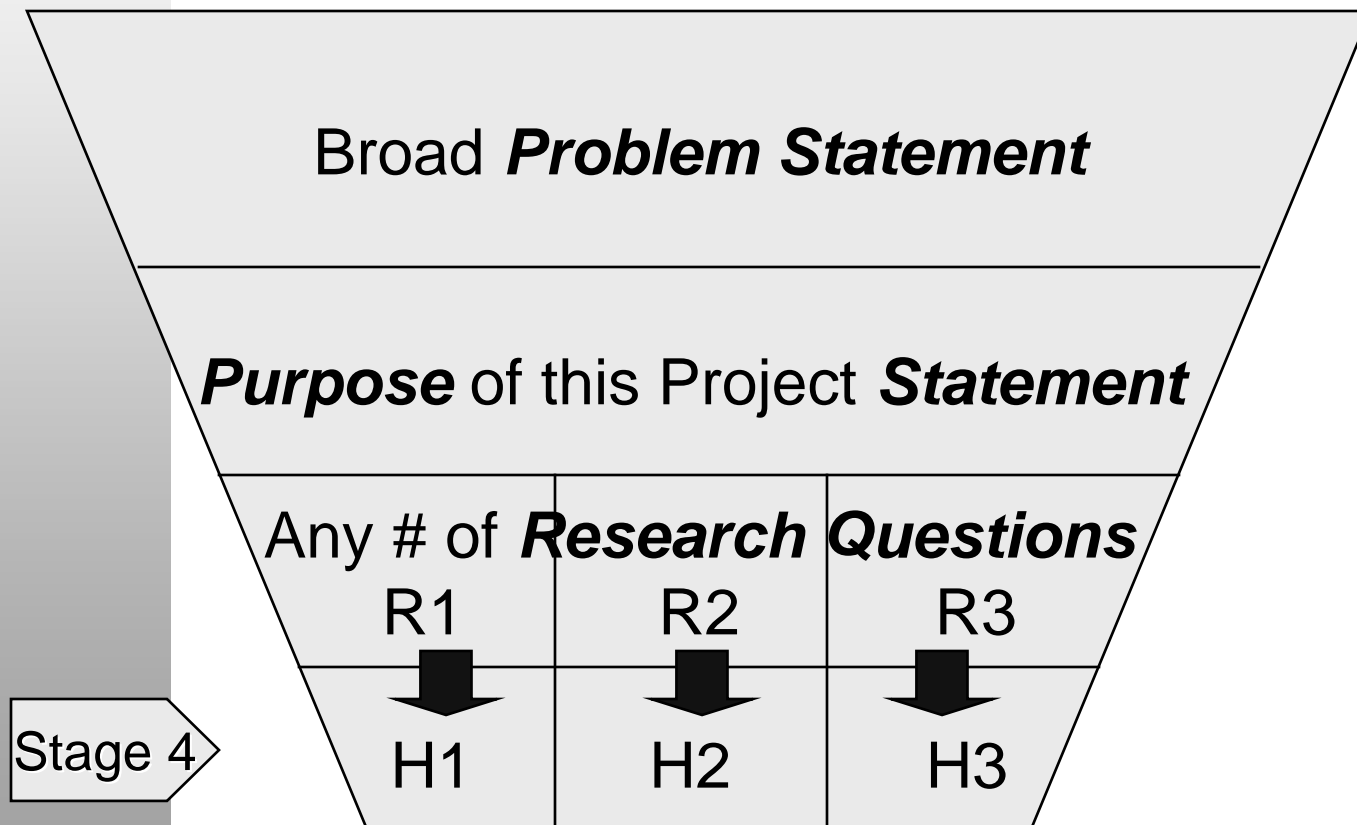 Broad Problem Statement
Purpose of this Project Statement
Any # of Research Questions
R1 R2 R3
Stage 4
H1 H2 H3